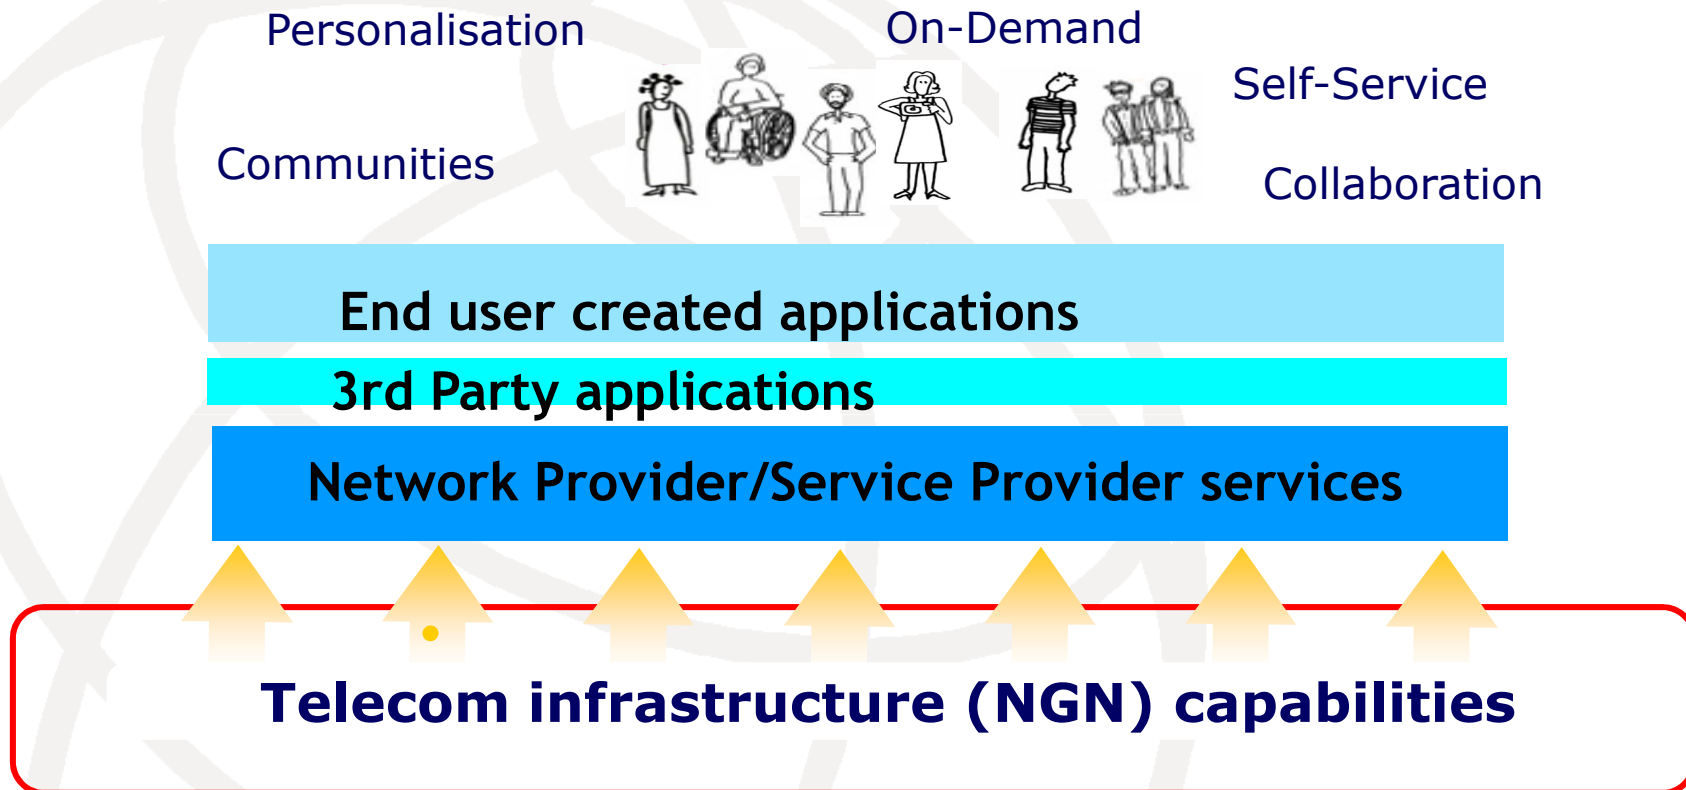 Personalisation
On-Demand
Self-Service
Communities
Collaboration
End user created applications
3rd Party applications
Network Provider/Service Provider services
Telecom infrastructure (NGN) capabilities